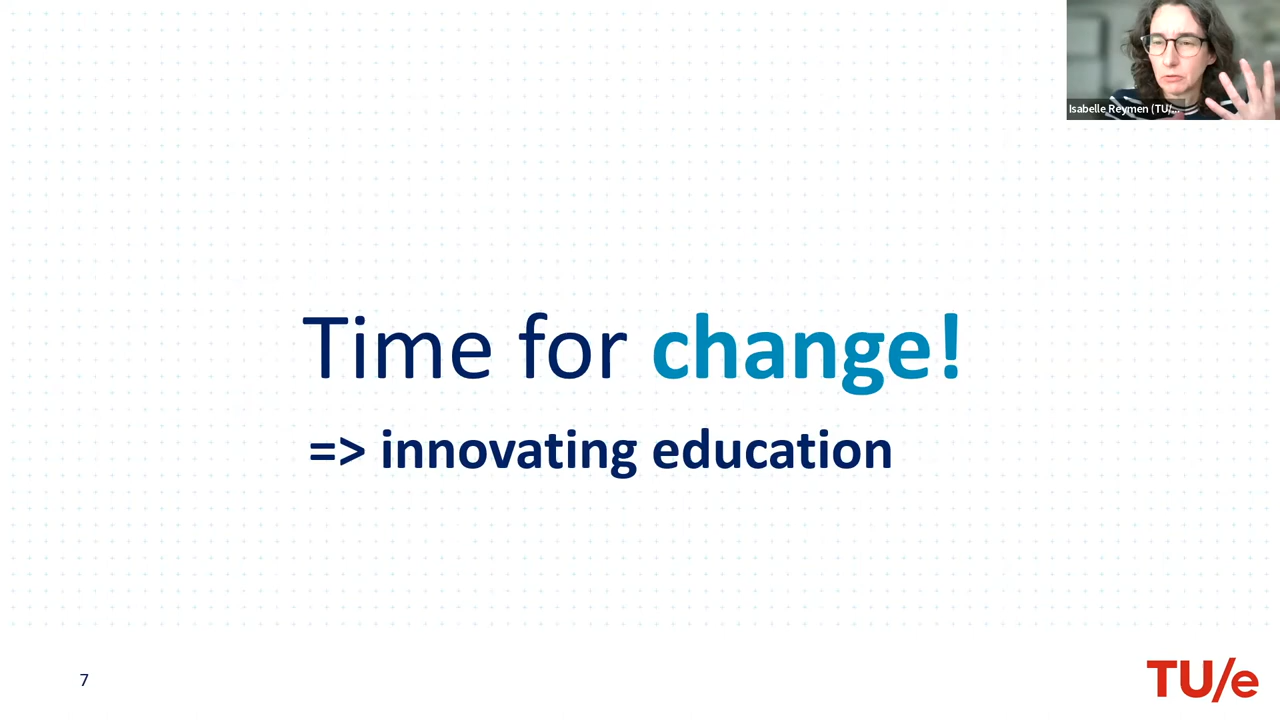 Isabelle Reymen (TU/...
Time for change!
=> innovating education
7
TU/e